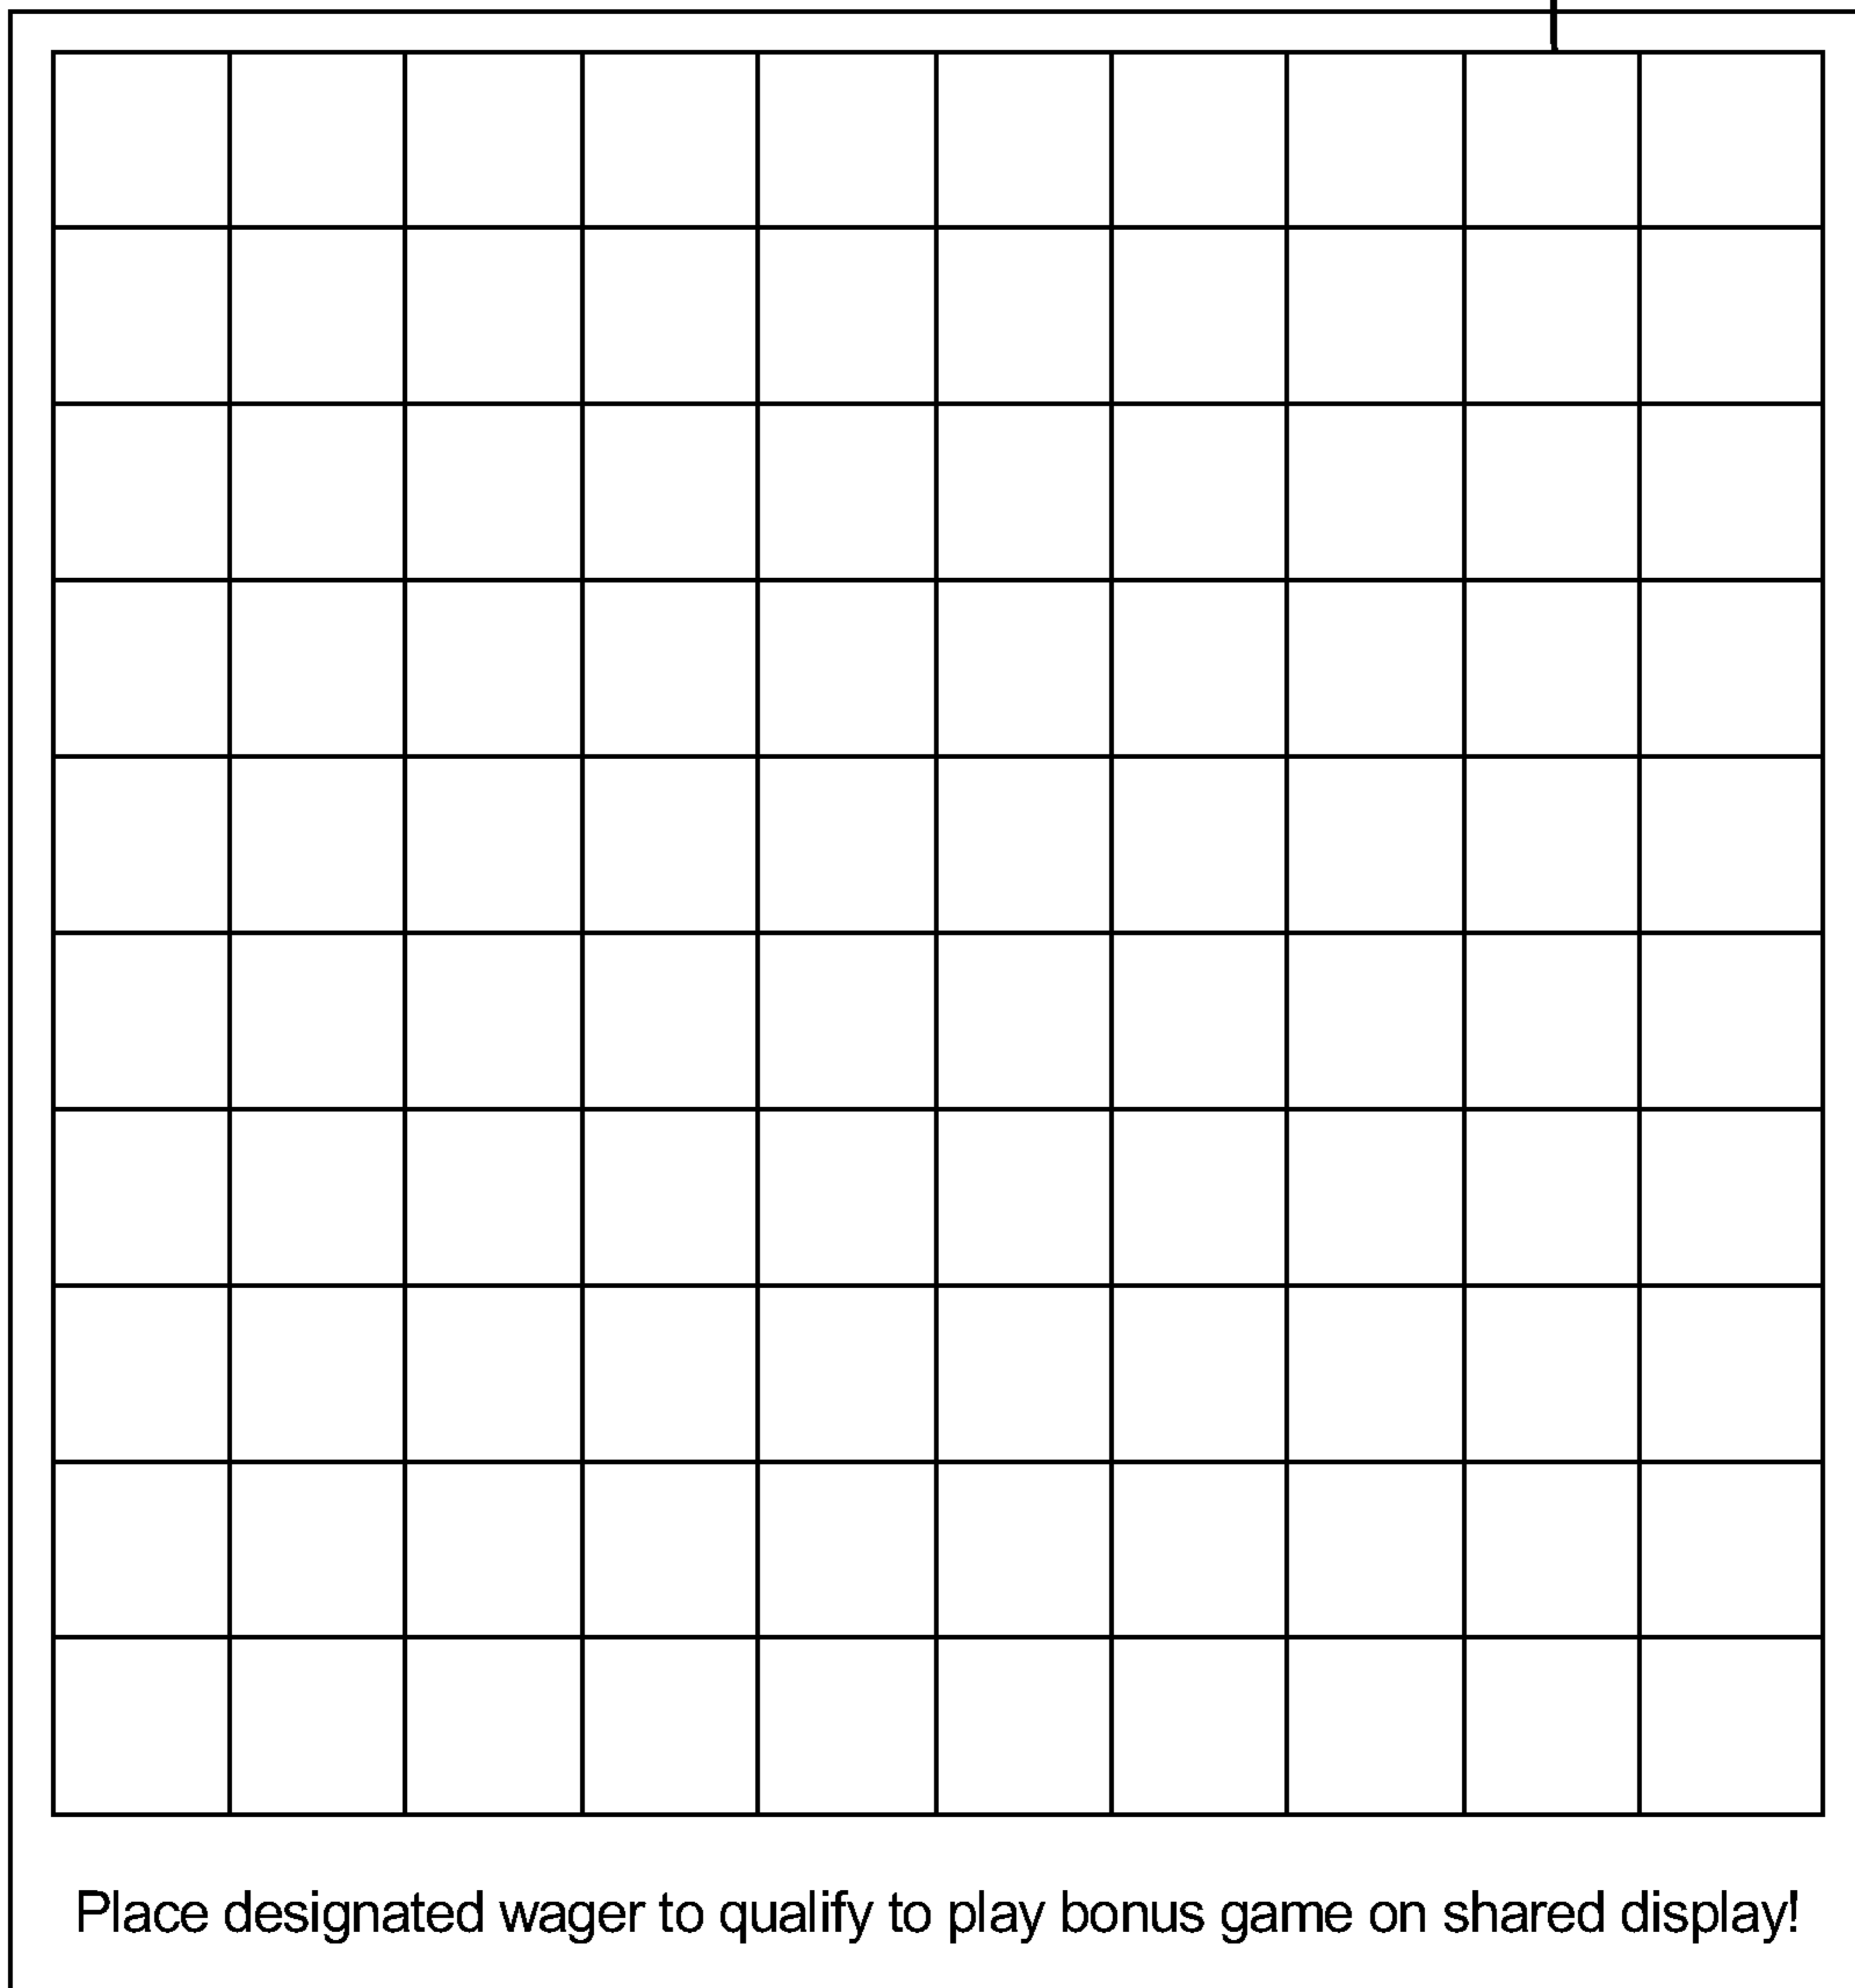 Place designated wager to qualify to play bonus game on shared display!